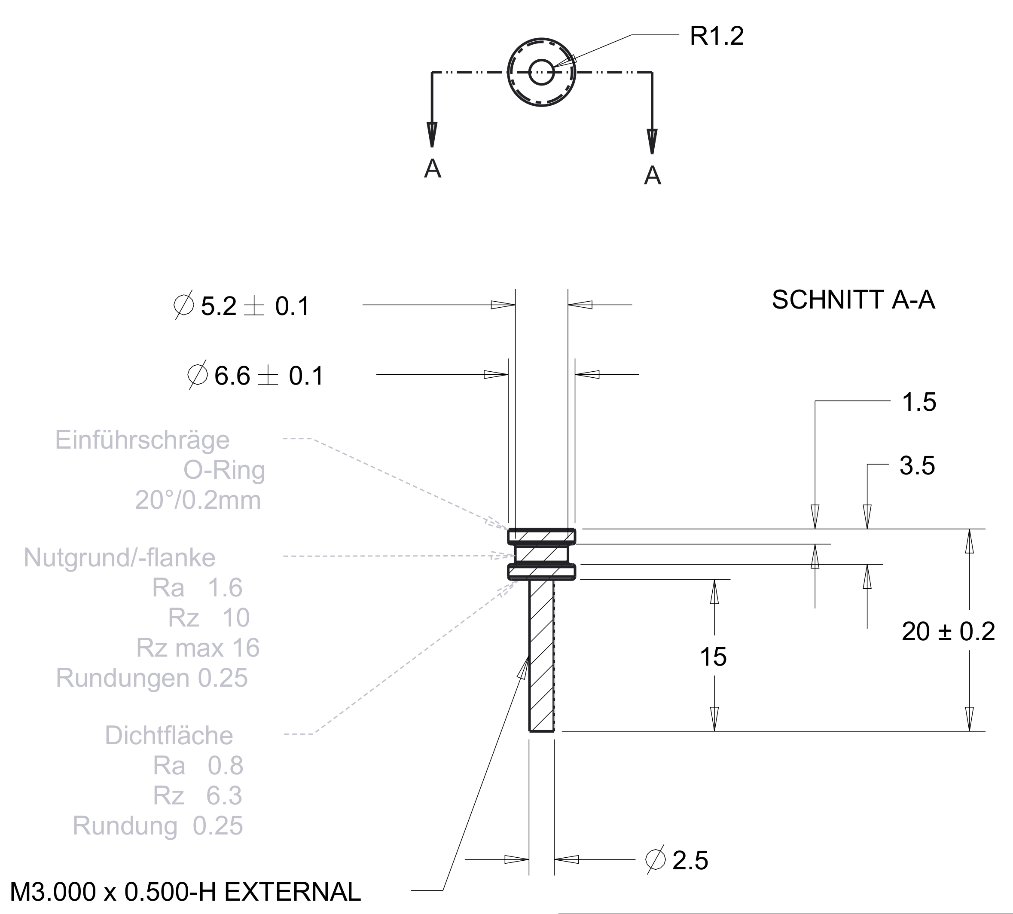 R1.2
A
A
⌀ 5.2 ± 0.1
SCHNITT A-A
⌀ 6.6 ± 0.1
1.5
Einführschräge
O-Ring
20°/0.2mm
3.5
Nutgrund/-flanke
Ra 1.6
Rz 10
Rz max 16
Rundungen 0.25
20 ± 0.2
15
Dichtfläche
Ra 0.8
Rz 6.3
Rundung 0.25
⌀ 2.5
M3.000 x 0.500-H EXTERNAL